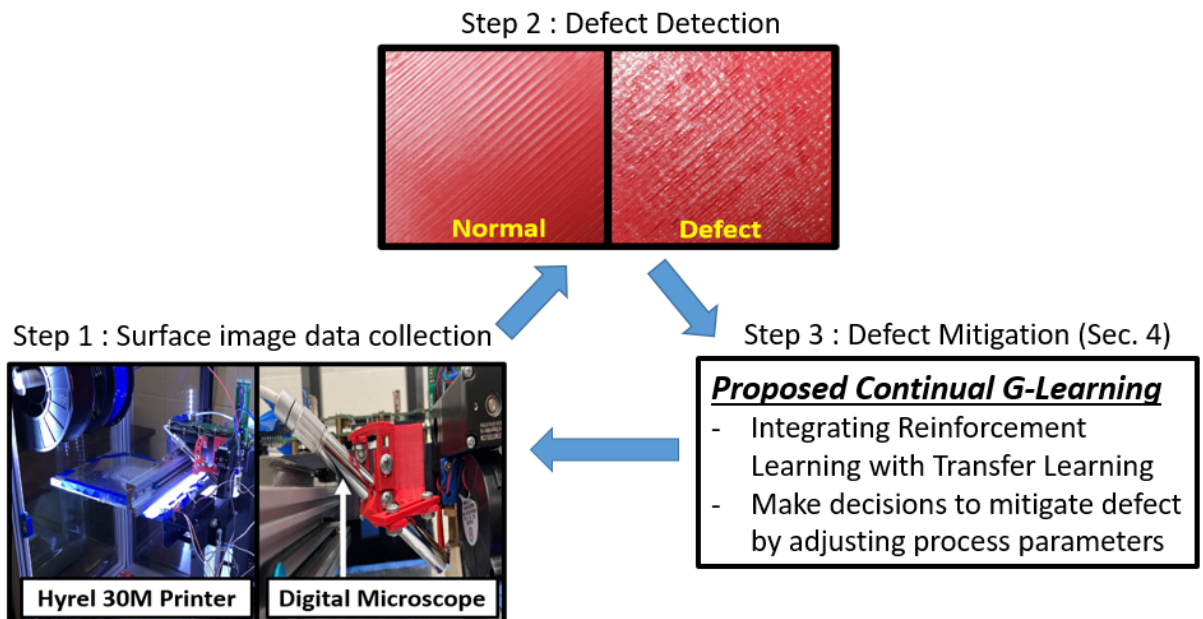 Step 2 : Defect Detection
Normal
Defect
Step 1 : Surface image data collection
Hyrel 30M Printer
Digital Microscope
Step 3 : Defect Mitigation (Sec. 4)
Proposed Continual G-Learning
- Integrating Reinforcement
Learning with Transfer Learning
- Make decisions to mitigate defect
by adjusting process parameters